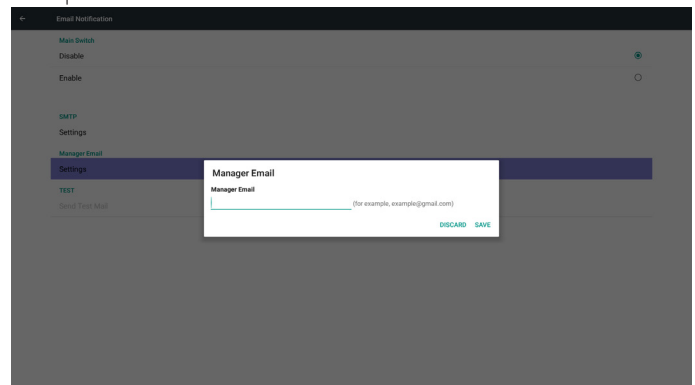 Email Notification
Main Switch
Disable
Enable
SMTP
Settings
Manager Email
Settings
TEST
Send Test Mail
Manager Email
Manager Email
(for example, example@gmail.com)
DISCARD SAVE